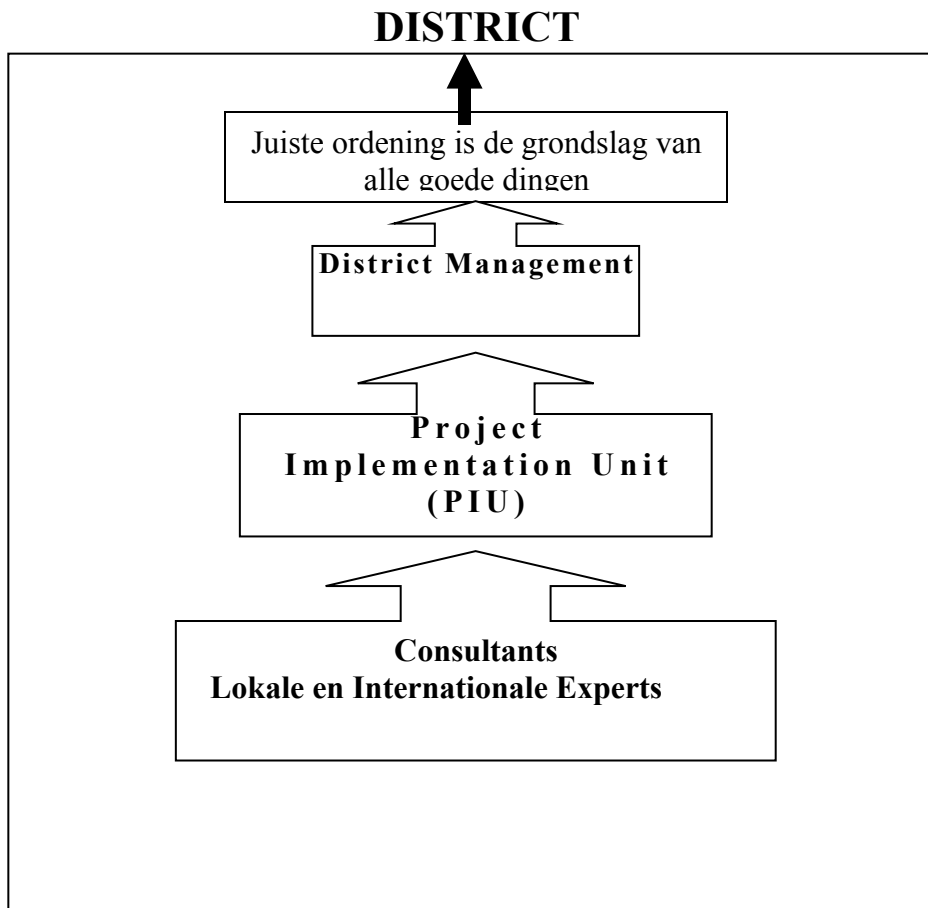 DISTRICT
Juiste ordening is de grondslag van
alle goede dingen
District Management
Project
Implementation Unit
(PIU)
Consultants
Lokale en Internationale Experts